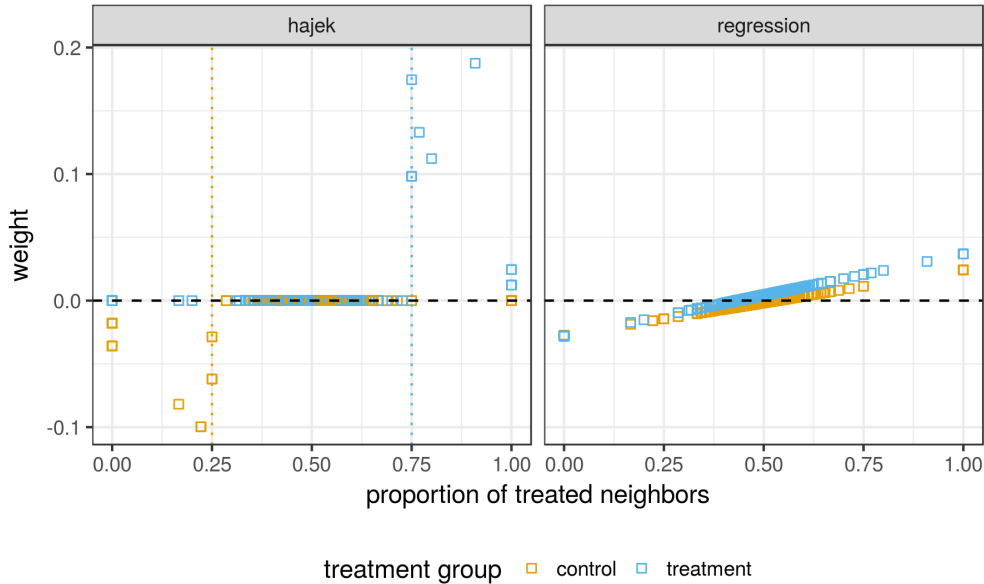 hajek
regression
weight
0.2
0.1
0.0
-0.1
0.00 0.25 0.50 0.75 1.00
0.00 0.25 0.50 0.75 1.00
proportion of treated neighbors
treatment group control treatment